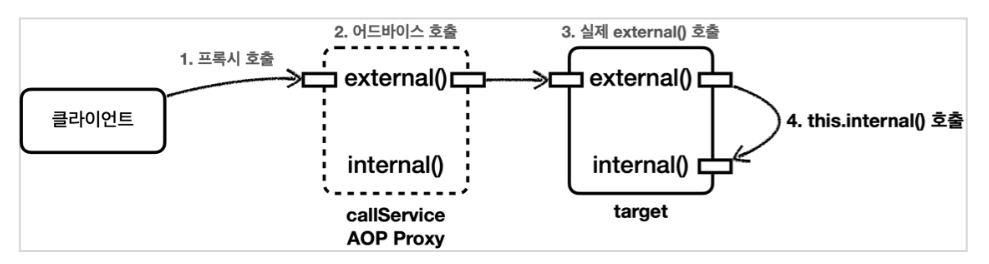 2. 어드바이스 호출
3. 실제 external() 호출
1. 프록시 호출
external()
external()
클라이언트
4. this.internal() 호출
internal()
internal()
callService
AOP Proxy
target